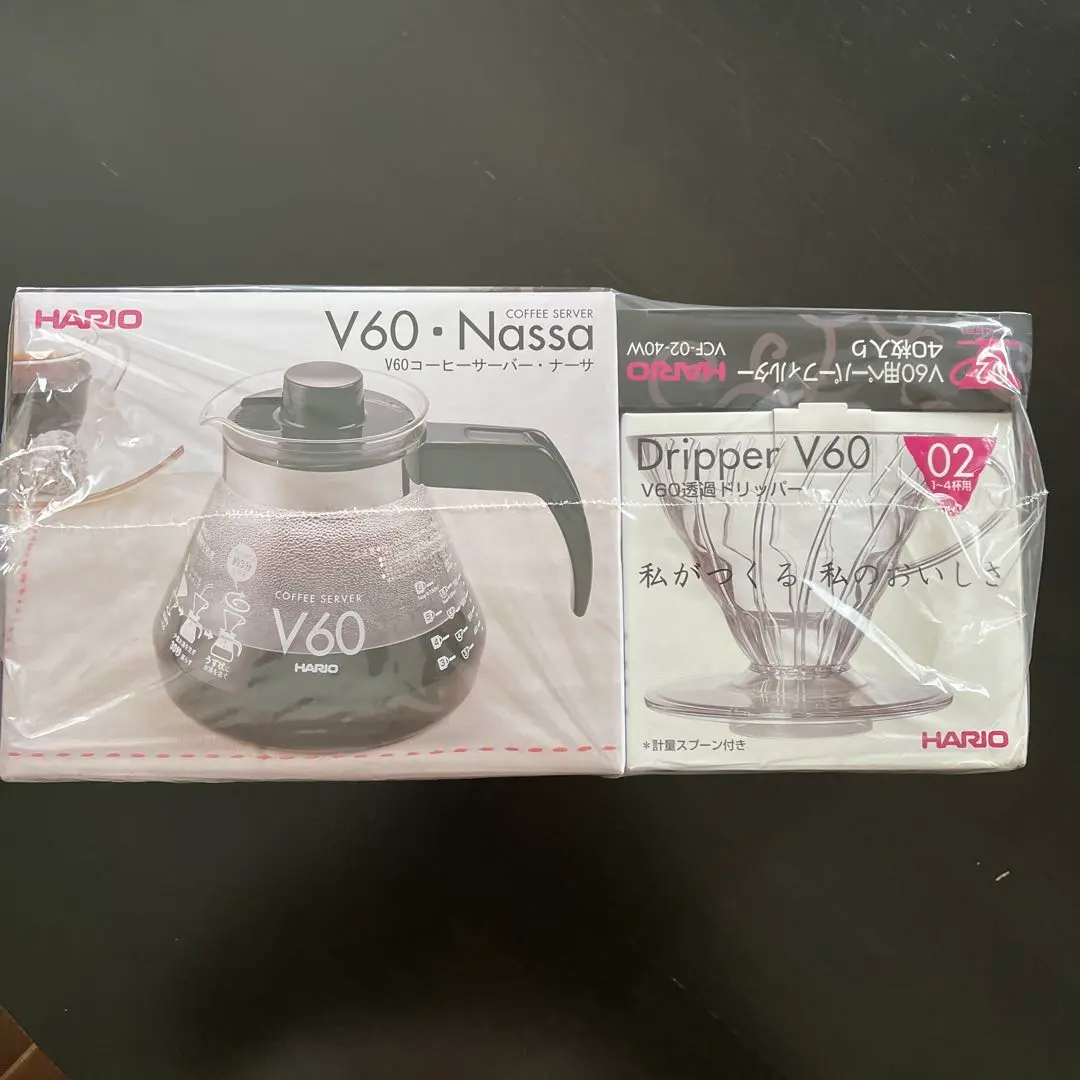 HARIO
COFFEE SERVER
V60・Nassa
V60コーヒーサーバー・ナーサ
COFFEE SERVER
V60
HARIO
V60用ペーパーフィルター
40枚入り
HARIO
VCF-02-40W
Dripper V60
V60透過ドリッパー
02
1~4杯用
私がつくる 私のおいしさ
*計量スプーン付き
HARIO